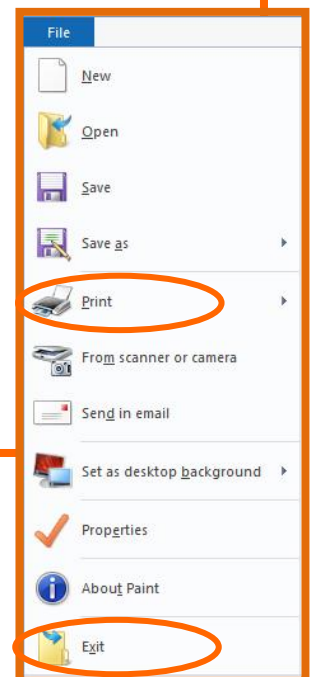 File
New
Open
Save
Save as
Print
From scanner or camera
Send in email
Set as desktop background
Properties
About Paint
Exit